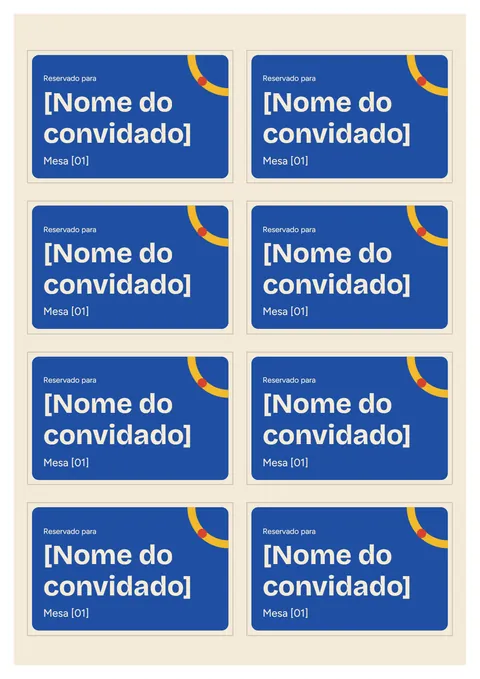 Reservado para
[Nome do
convidado]
Mesa [01]
Reservado para
[Nome do
convidado]
Mesa [01]
Reservado para
[Nome do
convidado]
Mesa [01]
Reservado para
[Nome do
convidado]
Mesa [01]
Reservado para
[Nome do
convidado]
Mesa [01]
Reservado para
[Nome do
convidado]
Mesa [01]
Reservado para
[Nome do
convidado]
Mesa [01]
Reservado para
[Nome do
convidado]
Mesa [01]